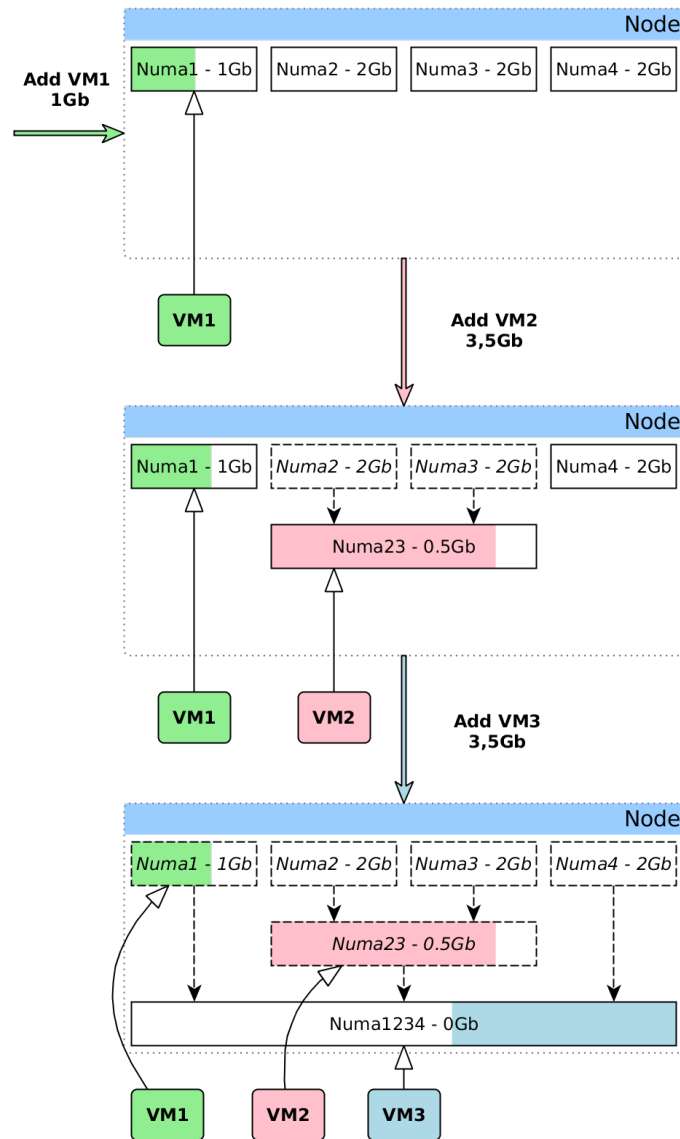 Node
Add VM1
1Gb
Numa1 - 1Gb
Numa2 - 2Gb
Numa3 - 2Gb
Numa4 - 2Gb
VM1
Add VM2
3,5Gb
Node
Numa1 - 1Gb
Numa2 - 2Gb
Numa3 - 2Gb
Numa4 - 2Gb
Numa23 - 0.5Gb
VM1
VM2
Add VM3
3,5Gb
Node
Numa1 - 1Gb
Numa2 - 2Gb
Numa3 - 2Gb
Numa4 - 2Gb
Numa23 - 0.5Gb
Numa1234 - 0Gb
VM1
VM2
VM3